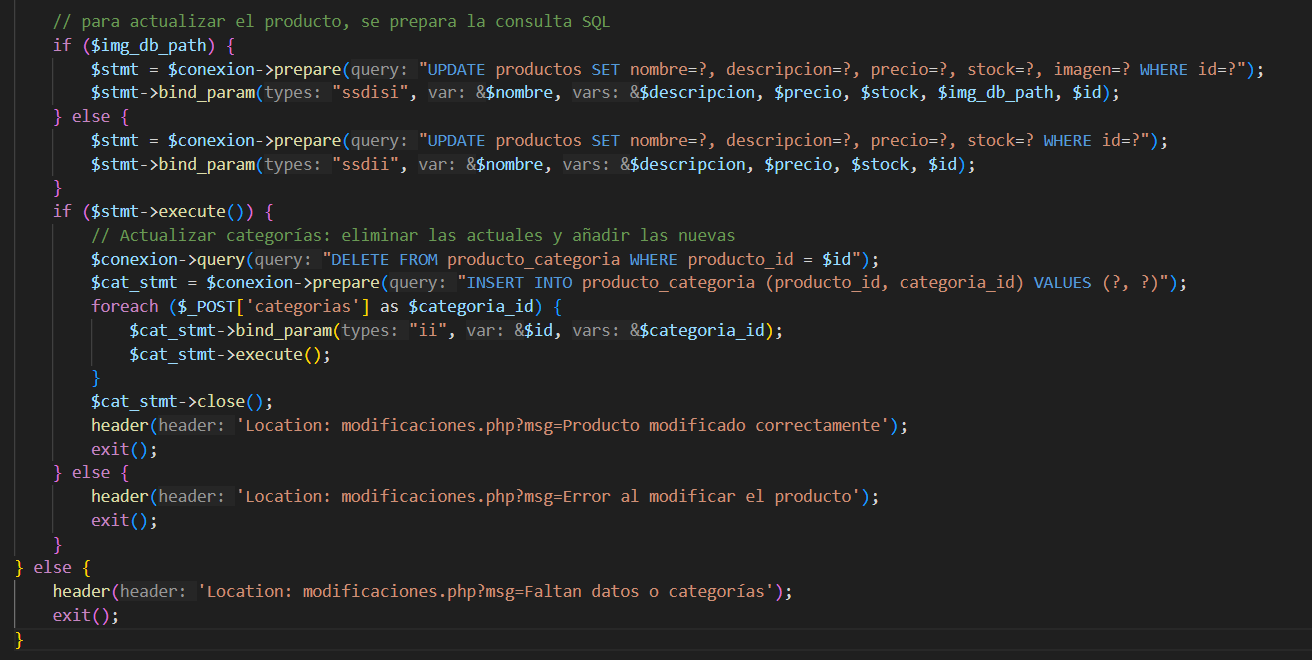 // para actualizar el producto, se prepara la consulta SQL
if ($img_db_path) {
$stmt = $conexion->prepare(query: "UPDATE productos SET nombre=?, descripcion=?, precio=?, stock=?, imagen=? WHERE id=?");
$stmt->bind_param(types: "ssdisi", var: &$nombre, vars: &$descripcion, $precio, $stock, $img_db_path, $id);
} else {
$stmt = $conexion->prepare(query: "UPDATE productos SET nombre=?, descripcion=?, precio=?, stock=? WHERE id=?");
$stmt->bind_param(types: "ssdii", var: &$nombre, vars: &$descripcion, $precio, $stock, $id);
}
if ($stmt->execute()) {
// Actualizar categorías: eliminar las actuales y añadir las nuevas
$conexion->query(query: "DELETE FROM producto_categoria WHERE producto_id = $id");
$cat_stmt = $conexion->prepare(query: "INSERT INTO producto_categoria (producto_id, categoria_id) VALUES (?, ?)");
foreach ($_POST['categorias'] as $categoria_id) {
$cat_stmt->bind_param(types: "ii", var: &$id, vars: &$categoria_id);
$cat_stmt->execute();
}
$cat_stmt->close();
header(header: 'Location: modificaciones.php?msg=Producto modificado correctamente');
exit();
} else {
header(header: 'Location: modificaciones.php?msg=Error al modificar el producto');
exit();
}
} else {
header(header: 'Location: modificaciones.php?msg=Faltan datos o categorías');
exit();
}